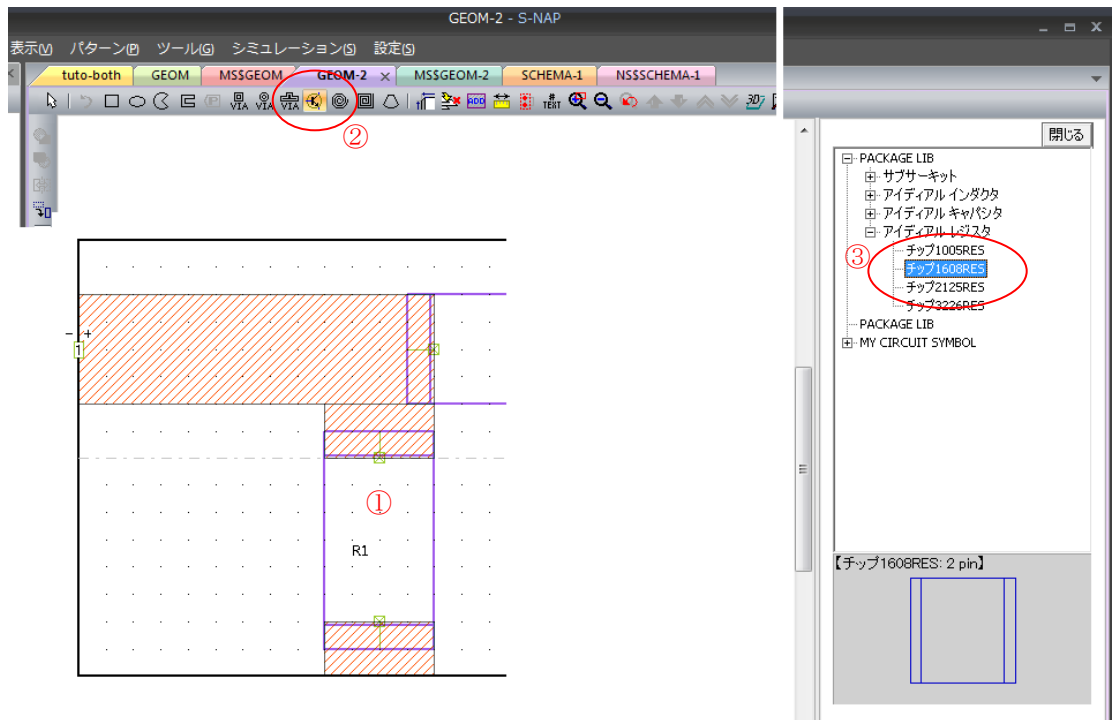 GEOM-2 - S-NAP
表示(V) パターン(P) ツール(G) シミュレーション(S) 設定(S)
tuto-both GEOM MS$GEOM GEOM-2 × MS$GEOM-2 SCHEMA-1 NS$SCHEMA-1
VIA VIA VIA ADD TEXT 3D
②
閉じる
PACKAGE LIB
サブサーキット
アイディアル インダクタ
アイディアル キャパシタ
アイディアル レジスタ
チップ1005RES
③
チップ1608RES
チップ2125RES
チップ3226RES
PACKAGE LIB
MY CIRCUIT SYMBOL
- +
1
①
R1
【チップ1608RES: 2 pin】